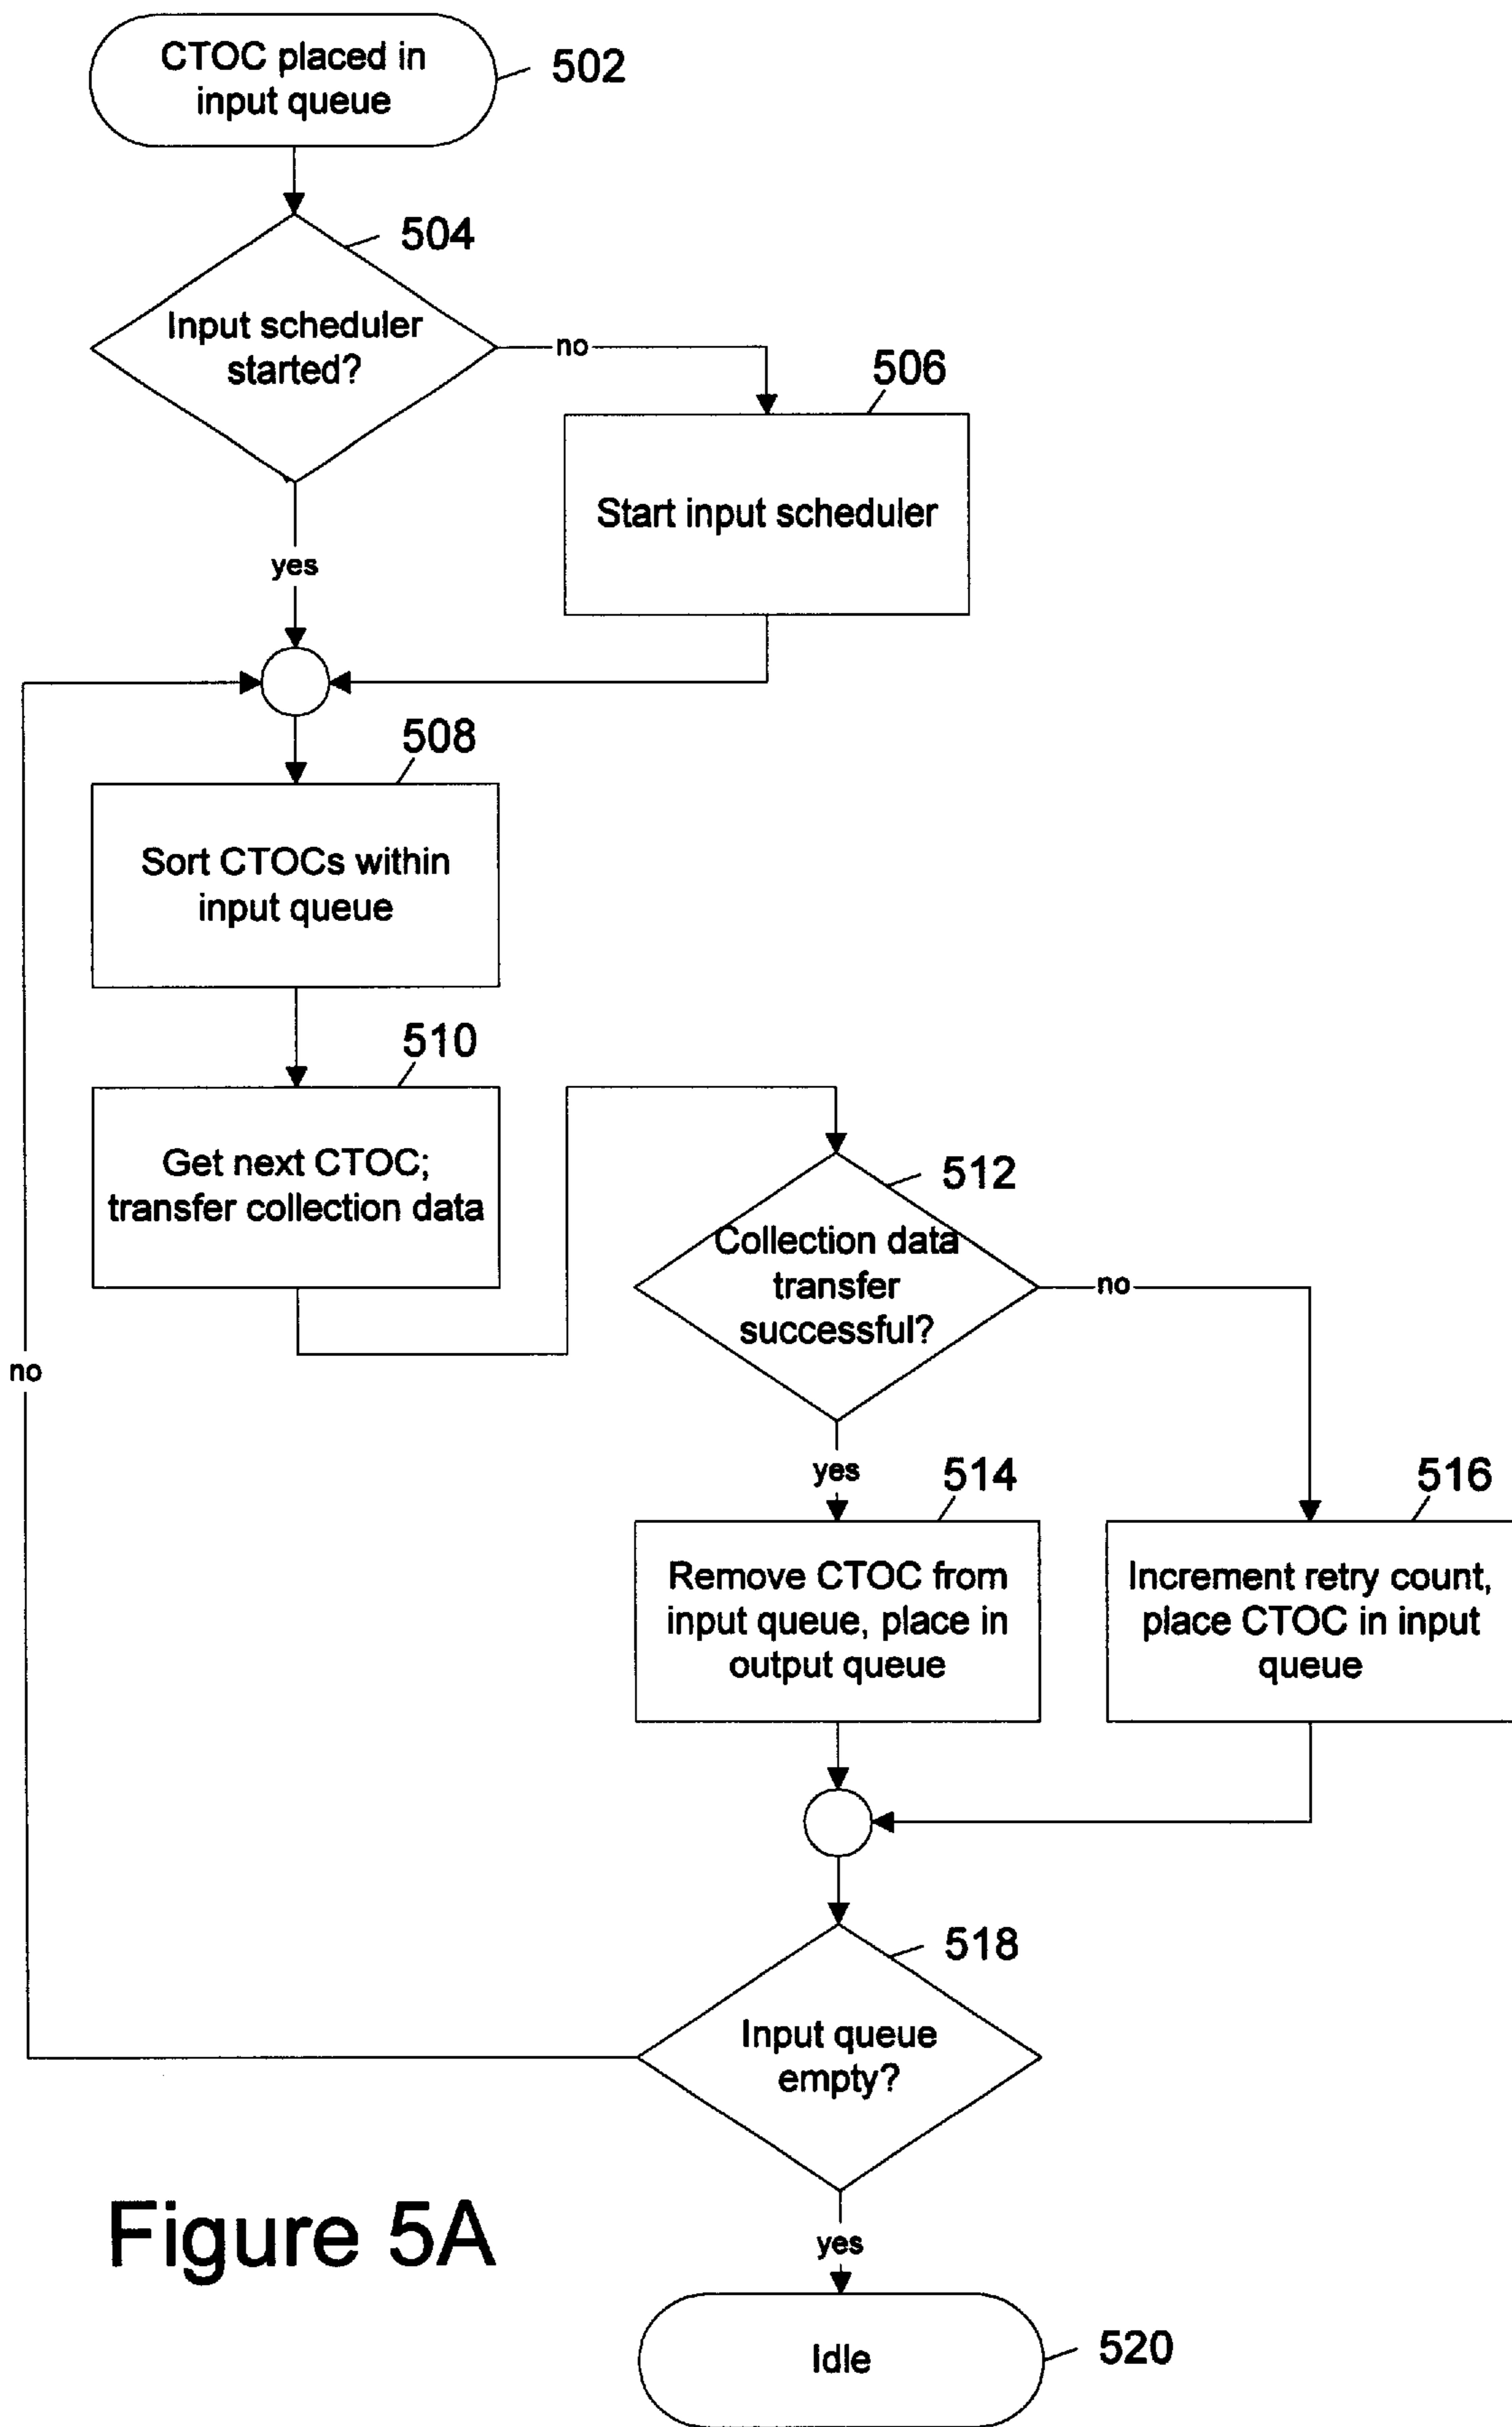 CTOC placed in
input queue
502
504
Input scheduler
started?
no
506
Start input scheduler
yes
508
Sort CTOCs within
input queue
510
Get next CTOC;
transfer collection data
512
Collection data
transfer
successful?
no
no
yes
514
516
Remove CTOC from
input queue, place in
output queue
Increment retry count,
place CTOC in input
queue
518
Input queue
empty?
yes
Figure 5A
Idle
520